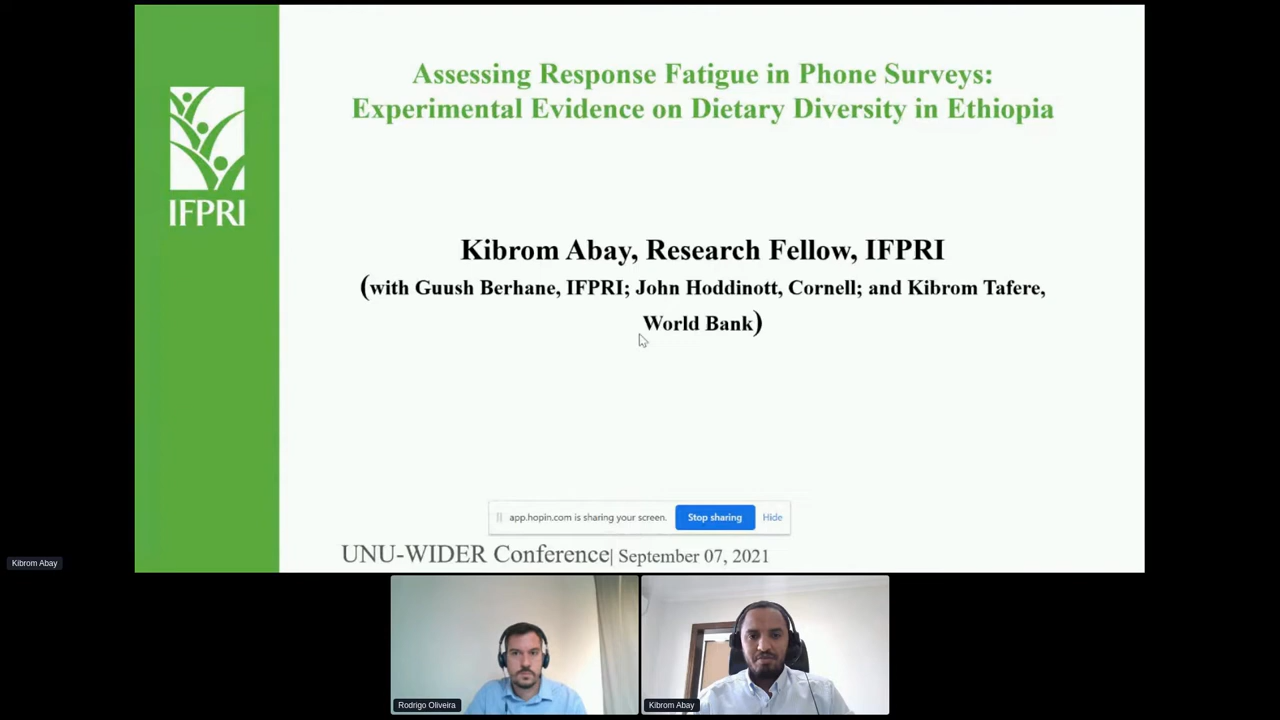 Assessing Response Fatigue in Phone Surveys:
Experimental Evidence on Dietary Diversity in Ethiopia
IFPRI
Kibrom Abay, Research Fellow, IFPRI
(with Guush Berhane, IFPRI; John Hoddinott, Cornell; and Kibrom Tafere,
World Bank)
app.hopin.com is sharing your screen. Stop sharing Hide
UNU-WIDER Conference| September 07, 2021
Kibrom Abay
Rodrigo Oliveira
Kibrom Abay